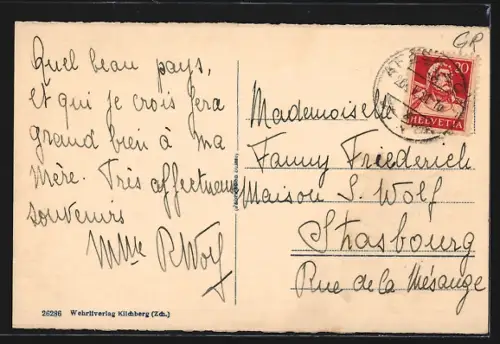 Quel beau pays,
et qui je crois fera
grand bien à ma
Mère. Très affectueux
souvenirs
Mme R Wolf
26286 Wehrliverlag Kilchberg (Zch.)
GR
20
HELVETIA
Mademoiselle
Fanny Friederich
Maison S. Wolf
Strasbourg
Rue de la Mésange